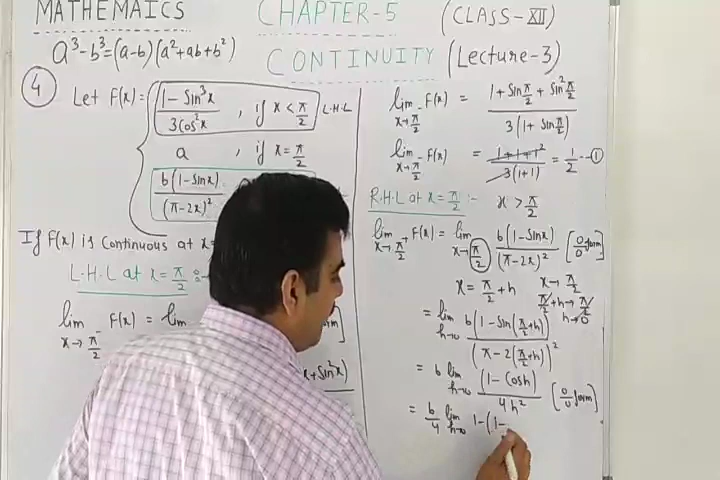 MATHEMAICS CHAPTER-5 (CLASS-XII)
a³-b³=(a-b)(a²+ab+b²) CONTINUITY (Lecture-3)
4 Let F(x)= 1-Sin³x / 3Cos²x , if x < π/2 L.H.L
a , if x = π/2
b(1-Sinx) / (π-2x)²
If F(x) is Continuous at x=
L.H.L at x = π/2 :-
lim x→π/2⁻ F(x) = lim
x+Sin²x)
lim x→π/2⁻ F(x) = 1+Sinπ/2 + Sin²π/2 / 3(1+Sinπ/2)
lim x→π/2⁻ F(x) = 1+1+1² / 3(1+1) = 1/2 -①
R.H.L at x=π/2 :- x > π/2
lim x→π/2⁺ F(x) = lim x→π/2 b(1-Sinx) / (π-2x)² [0/0 form]
x = π/2 + h x→π/2
π/2+h→π/2
h→0
= lim h→0 b(1-Sin(π/2+h)) / (π-2(π/2+h))²
= b lim h→0 (1-Cosh) / 4h² [0/0 form]
= b/4 lim h→0 1-(1-